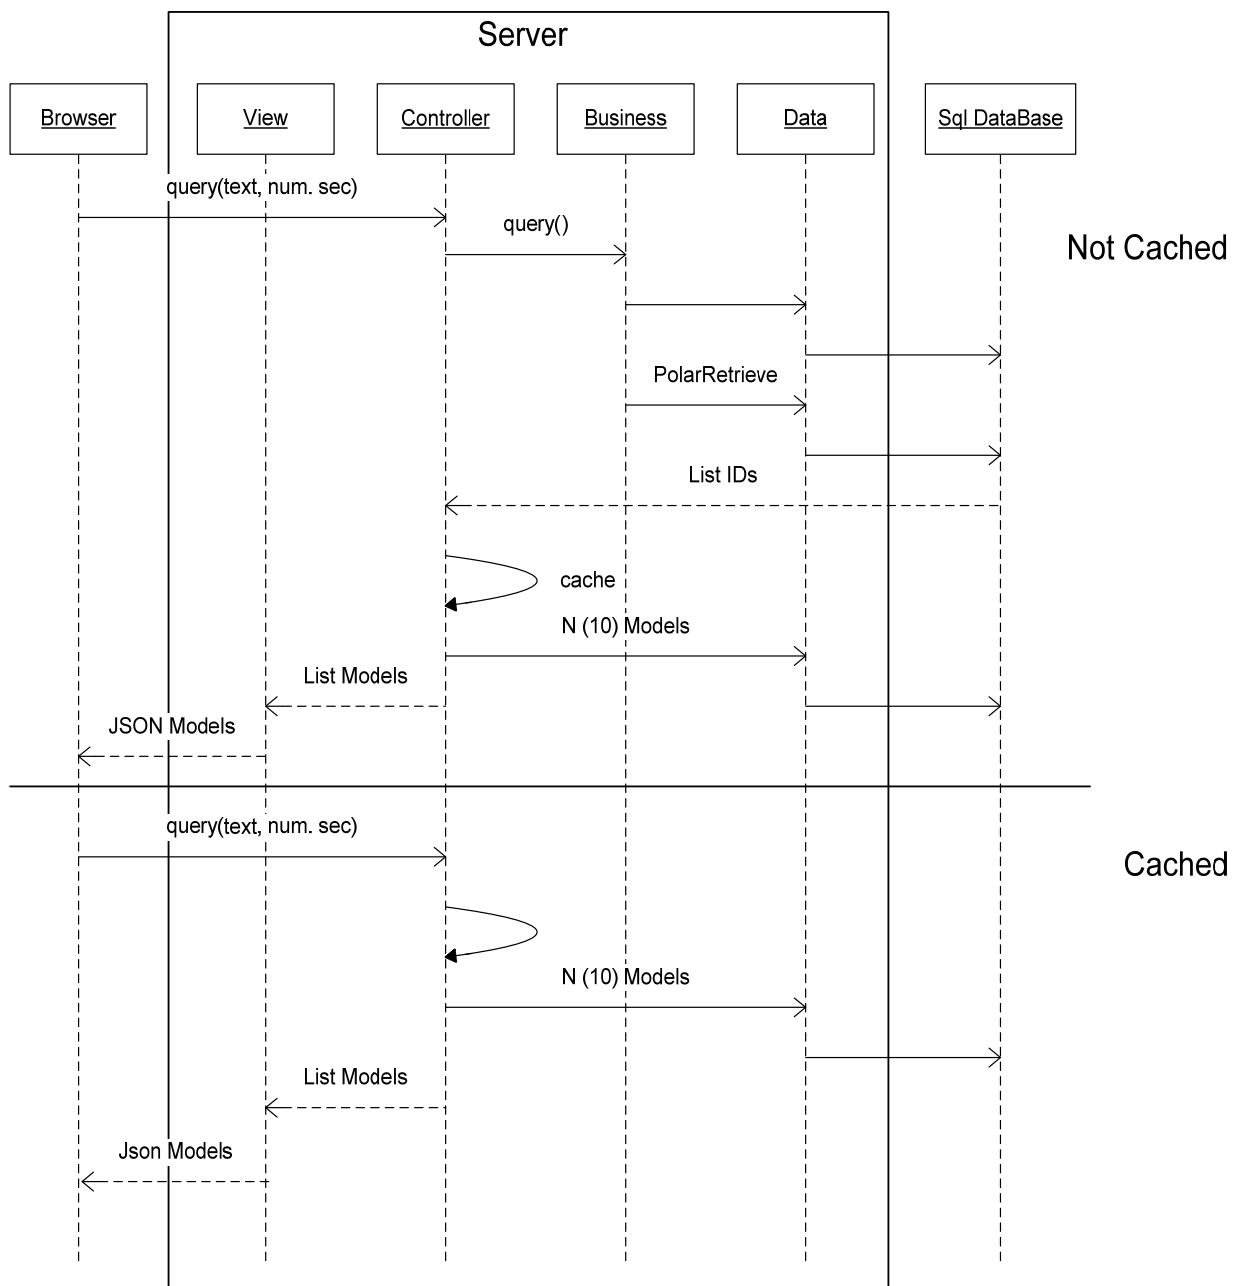 Server
Browser
View
Controller
Business
Data
Sql DataBase
query(text, num. sec)
query()
Not Cached
PolarRetrieve
List IDs
cache
N (10) Models
List Models
JSON Models
query(text, num. sec)
Cached
N (10) Models
List Models
Json Models